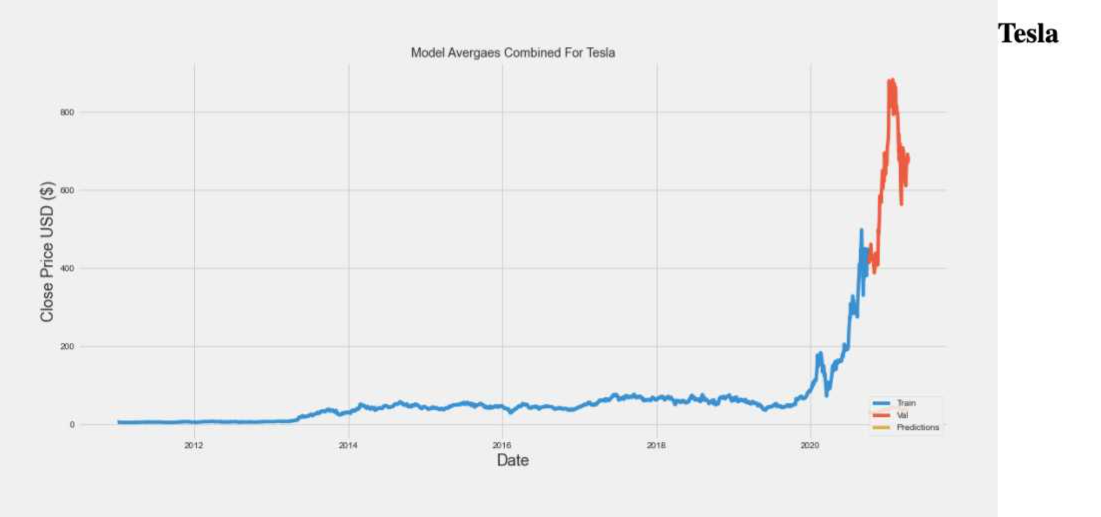 Tesla
Model Avergaes Combined For Tesla
Close Price USD ($)
800
600
400
200
0
2012
2014
2016
2018
2020
Date
Train
Val
Predictions